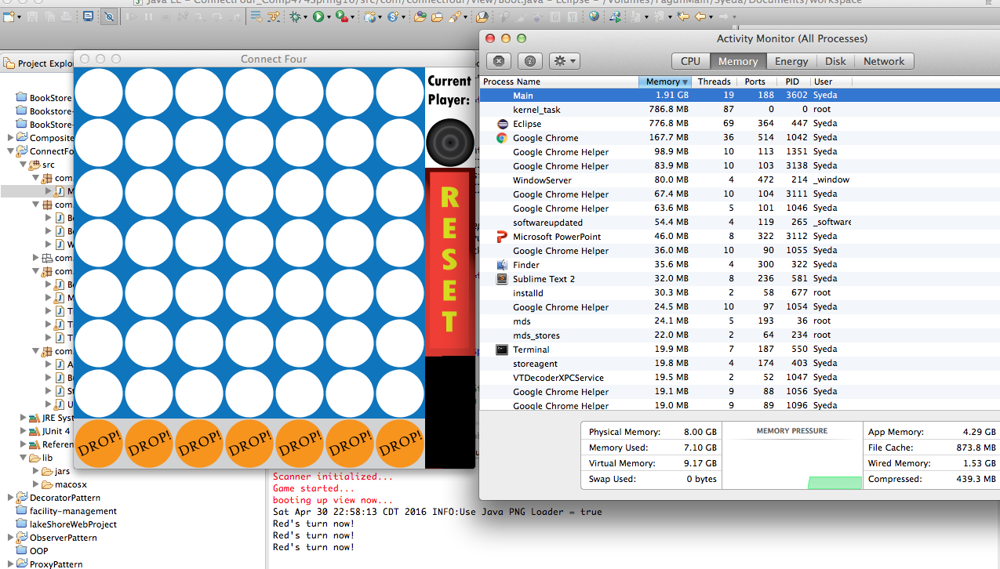 Java EE - ConnectFour_Comp474Spring16/src/com/connectfour/view/Boot.java - Eclipse - /Volumes/FagunMain/Syeda/Documents/workspace
Project Explo
BookStore
Bookstore-
BookStore-
Composite
ConnectFo
src
com.
M
com.
Bo
Bo
W
com.
com.
Bo
M
T
T
T
com.
A
Bu
St
U
JRE Syst
JUnit 4
Referen
lib
jars
macosx
DecoratorPattern
facility-management
lakeShoreWebProject
ObserverPattern
OOP
ProxyPattern
Connect Four
Current
Player:
RESET
DROP! DROP! DROP! DROP! DROP! DROP! DROP!
Scanner initialized...
Game started...
booting up view now...
Sat Apr 30 22:58:13 CDT 2016 INFO:Use Java PNG Loader = true
Red's turn now!
Red's turn now!
Red's turn now!
Activity Monitor (All Processes)
CPU Memory Energy Disk Network
Process Name Memory Threads Ports PID User
Main 1.91 GB 19 188 3602 Syeda
kernel_task 786.8 MB 87 0 0 root
Eclipse 776.8 MB 69 364 447 Syeda
Google Chrome 167.7 MB 36 514 1042 Syeda
Google Chrome Helper 98.9 MB 10 113 1351 Syeda
Google Chrome Helper 83.9 MB 10 103 3138 Syeda
WindowServer 80.0 MB 4 472 214 _window
Google Chrome Helper 67.4 MB 10 104 3111 Syeda
Google Chrome Helper 63.6 MB 5 101 1046 Syeda
softwareupdated 54.4 MB 4 119 265 _software
Microsoft PowerPoint 46.0 MB 8 322 3112 Syeda
Google Chrome Helper 36.0 MB 10 90 1055 Syeda
Finder 35.6 MB 4 300 322 Syeda
Sublime Text 2 32.0 MB 8 236 581 Syeda
installd 30.3 MB 2 58 677 root
Google Chrome Helper 24.5 MB 10 97 1054 Syeda
mds 24.1 MB 5 193 36 root
mds_stores 22.0 MB 2 64 234 root
Terminal 19.9 MB 7 187 550 Syeda
storeagent 19.8 MB 4 174 403 Syeda
VTDecoderXPCService 19.5 MB 2 52 1047 Syeda
Google Chrome Helper 19.1 MB 9 88 1056 Syeda
Google Chrome Helper 19.0 MB 9 89 1096 Syeda
Physical Memory: 8.00 GB
Memory Used: 7.10 GB
Virtual Memory: 9.17 GB
Swap Used: 0 bytes
MEMORY PRESSURE
App Memory: 4.29 GB
File Cache: 873.8 MB
Wired Memory: 1.53 GB
Compressed: 439.3 MB